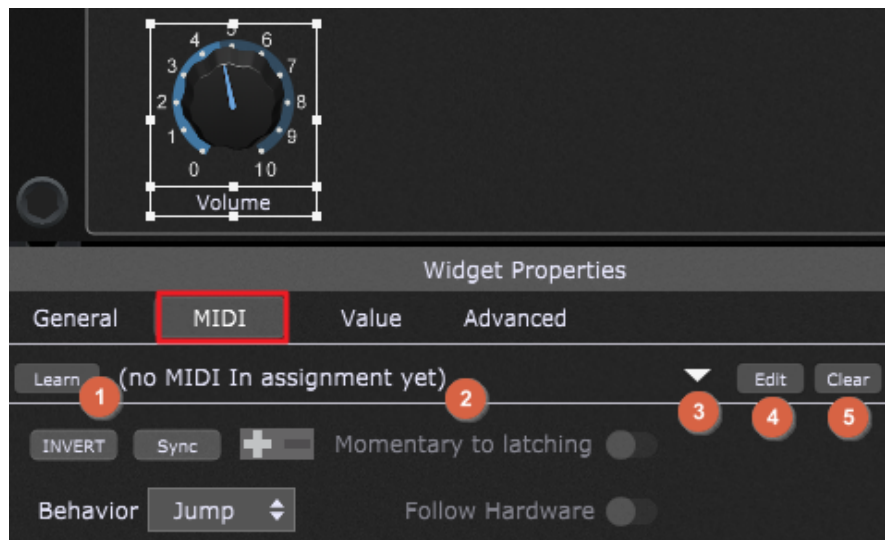 4 5 6
3 7
2 8
1 9
0 10
Volume
Widget Properties
General MIDI Value Advanced
Learn (no MIDI In assignment yet) Edit Clear
1 2 3 4 5
INVERT Sync Momentary to latching
Behavior Jump Follow Hardware